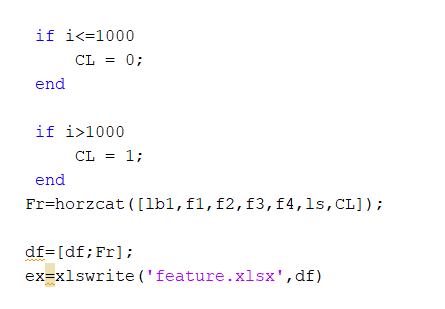 if i<=1000
CL = 0;
end
if i>1000
CL = 1;
end
Fr=horzcat([lb1,f1,f2,f3,f4,ls,CL]);
df=[df;Fr];
ex=xlswrite('feature.xlsx',df)